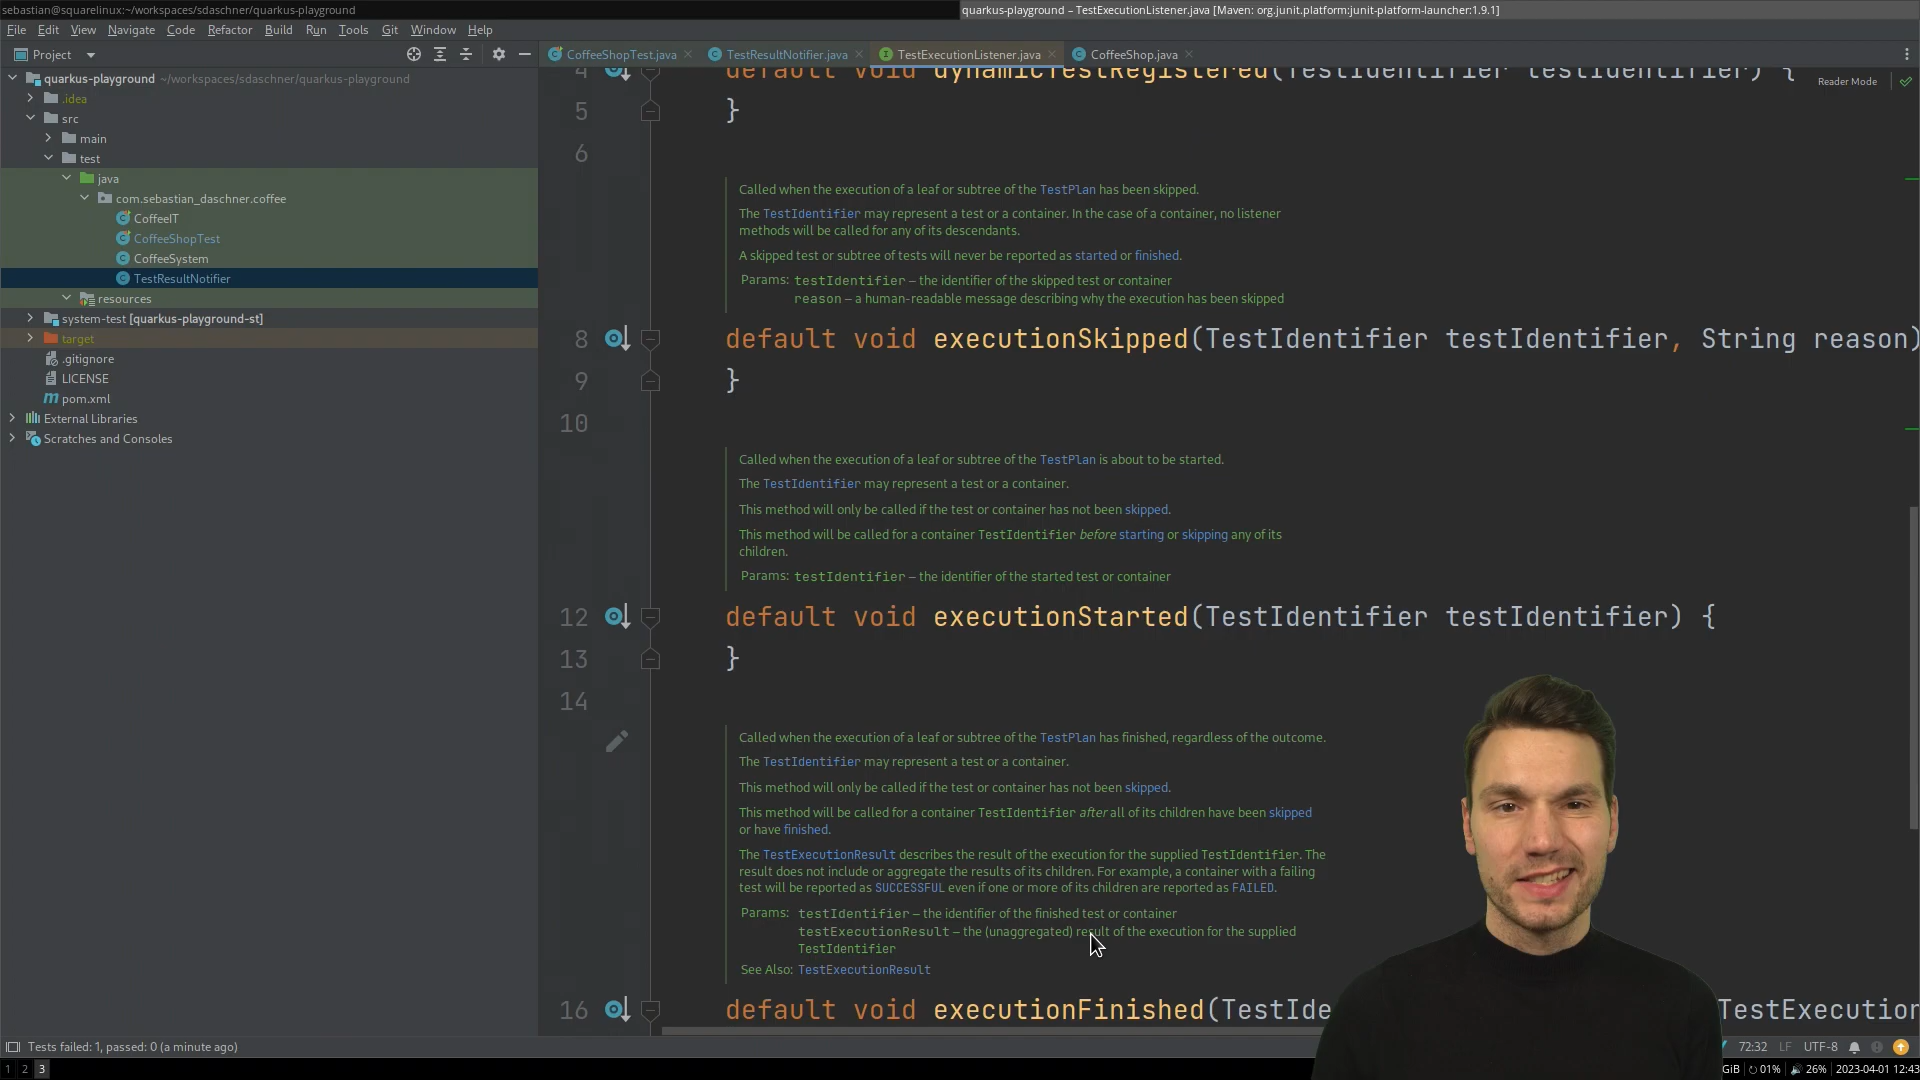 sebastian@squarelinux:~/workspaces/sdaschner/quarkus-playground
quarkus-playground – TestExecutionListener.java [Maven: org.junit.platform:junit-platform-launcher:1.9.1]
File Edit View Navigate Code Refactor Build Run Tools Git Window Help
Project
CoffeeShopTest.java
TestResultNotifier.java
TestExecutionListener.java
CoffeeShop.java
quarkus-playground ~/workspaces/sdaschner/quarkus-playground
.idea
src
main
test
java
com.sebastian_daschner.coffee
CoffeeIT
CoffeeShopTest
CoffeeSystem
TestResultNotifier
resources
system-test [quarkus-playground-st]
target
.gitignore
LICENSE
pom.xml
External Libraries
Scratches and Consoles
Reader Mode
4 default void dynamicTestRegistered(TestIdentifier testIdentifier) {
5 }
6
Called when the execution of a leaf or subtree of the TestPlan has been skipped.
The TestIdentifier may represent a test or a container. In the case of a container, no listener
methods will be called for any of its descendants.
A skipped test or subtree of tests will never be reported as started or finished.
Params: testIdentifier – the identifier of the skipped test or container
reason – a human-readable message describing why the execution has been skipped
8 default void executionSkipped(TestIdentifier testIdentifier, String reason)
9 }
10
Called when the execution of a leaf or subtree of the TestPlan is about to be started.
The TestIdentifier may represent a test or a container.
This method will only be called if the test or container has not been skipped.
This method will be called for a container TestIdentifier before starting or skipping any of its
children.
Params: testIdentifier – the identifier of the started test or container
12 default void executionStarted(TestIdentifier testIdentifier) {
13 }
14
Called when the execution of a leaf or subtree of the TestPlan has finished, regardless of the outcome.
The TestIdentifier may represent a test or a container.
This method will only be called if the test or container has not been skipped.
This method will be called for a container TestIdentifier after all of its children have been skipped
or have finished.
The TestExecutionResult describes the result of the execution for the supplied TestIdentifier. The
result does not include or aggregate the results of its children. For example, a container with a failing
test will be reported as SUCCESSFUL even if one or more of its children are reported as FAILED.
Params: testIdentifier – the identifier of the finished test or container
testExecutionResult – the (unaggregated) result of the execution for the supplied
TestIdentifier
See Also: TestExecutionResult
16 default void executionFinished(TestIde TestExecution
Tests failed: 1, passed: 0 (a minute ago)
72:32 LF UTF-8
1 2 3
GiB 01% 26% 2023-04-01 12:43